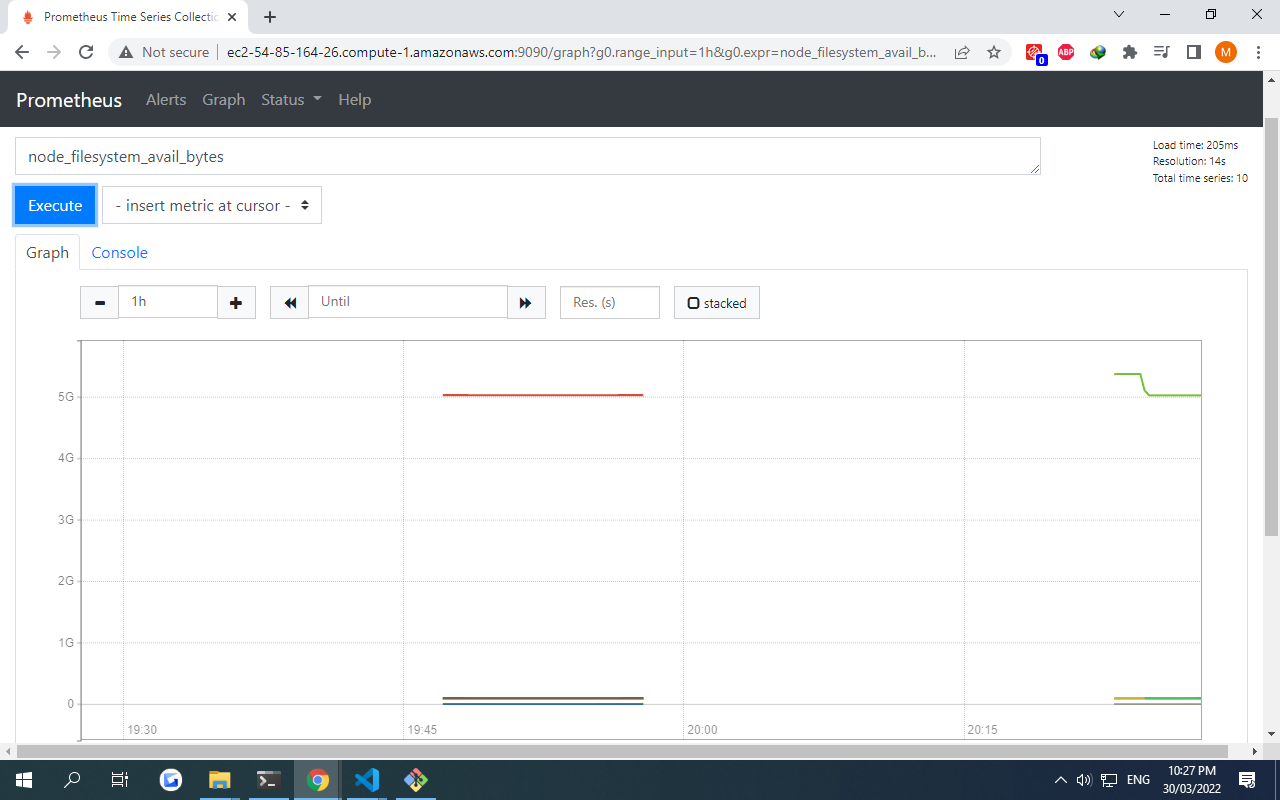 Prometheus Time Series Collectio
Not secure
ec2-54-85-164-26.compute-1.amazonaws.com:9090/graph?g0.range_input=1h&g0.expr=node_filesystem_avail_b...
0
ABP
M
Prometheus
Alerts
Graph
Status
Help
node_filesystem_avail_bytes
Load time: 205ms
Resolution: 14s
Total time series: 10
Execute
- insert metric at cursor -
Graph
Console
1h
Until
Res. (s)
stacked
5G
4G
3G
2G
1G
0
19:30
19:45
20:00
20:15
ENG
10:27 PM
30/03/2022